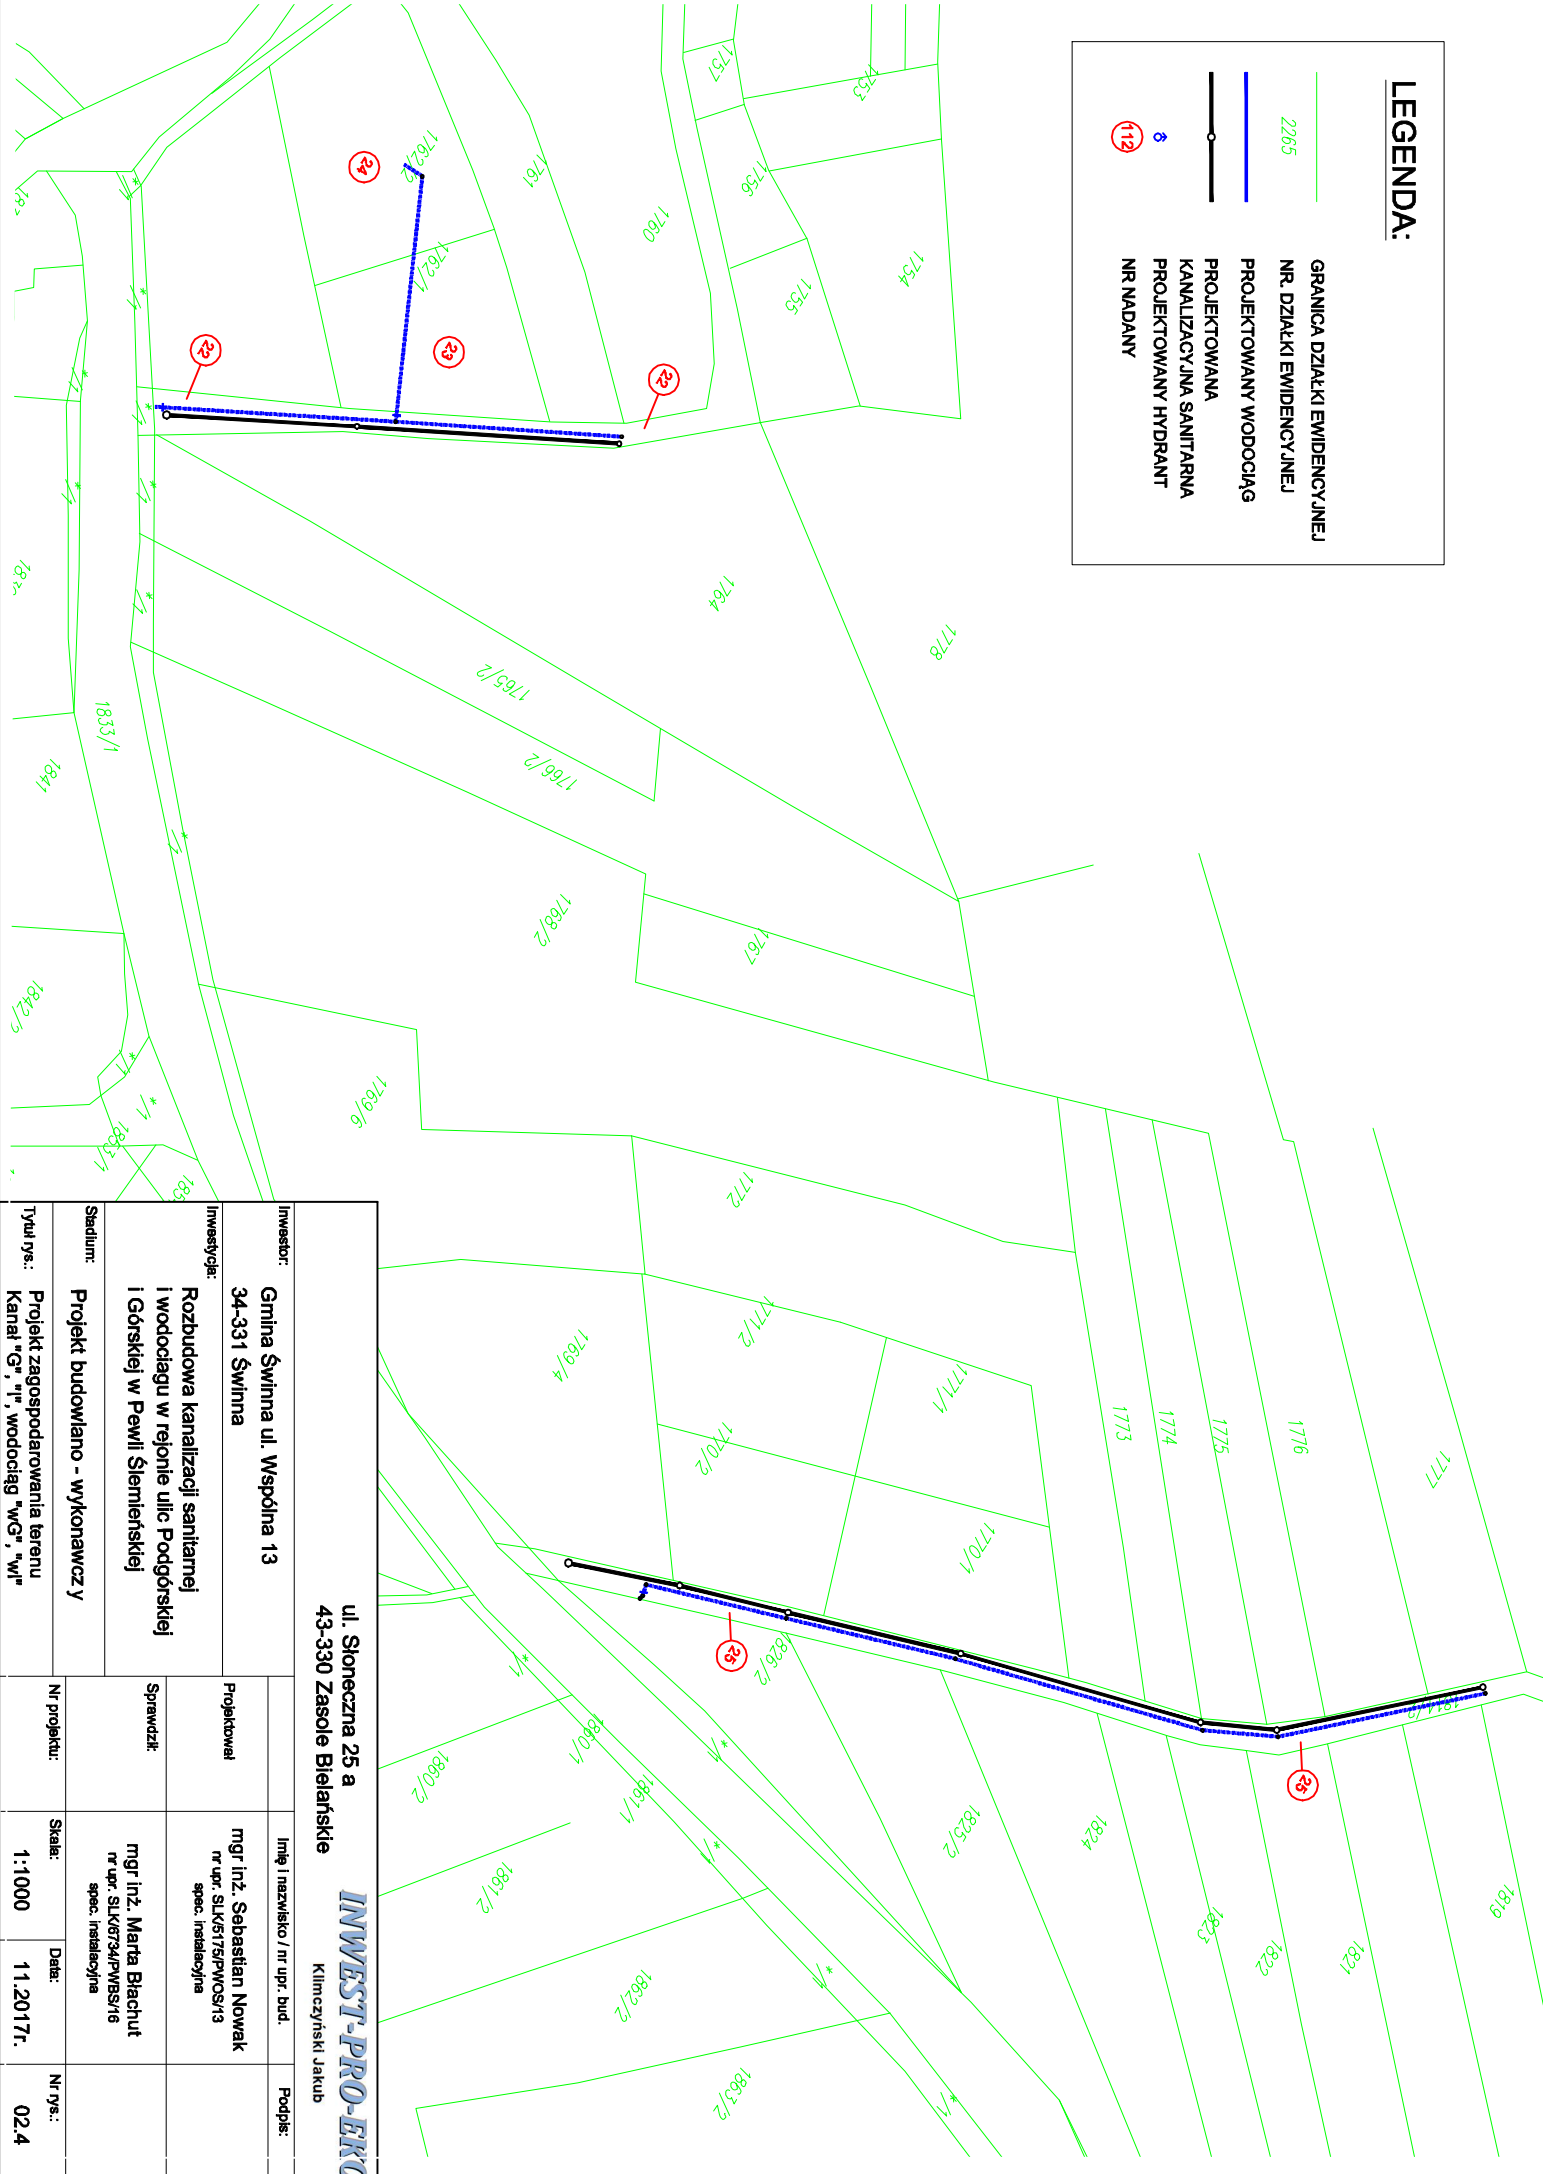 LEGENDA:
2265
GRANICA DZIAŁKI EWIDENCYJNEJ
NR. DZIAŁKI EWIDENCYJNEJ
PROJEKTOWANY WODOCIĄG
PROJEKTOWANA
KANALIZACYJNA SANITARNA
PROJEKTOWANY HYDRANT
112
NR NADANY
1757
1753
1756
1754
1755
1760
1761
1762/2
1762/1
24
23
22
22
1764
1778
1765/2
1766/2
1833/1
1841
1768/2
1767
1842/2
1769/6
1853/1
1772
1771/2
1771/1
1769/4
1770/2
1770/1
1773
1774
1775
1776
1777
25
25
1826/2
1825/2
1824
1823
1822
1821
1819
1860/1
1860/2
1861/1
1861/2
1862/2
1863/2
ul. Słoneczna 25 a
43-330 Zasole Bielańskie
INWEST-PRO-EKO
Klimczyński Jakub
Inwestor:
Gmina Świnna ul. Wspólna 13
34-331 Świnna
Inwestycja:
Rozbudowa kanalizacji sanitarnej
i wodociagu w rejonie ulic Podgórskiej
i Górskiej w Pewli Ślemieńskiej
Stadium:
Projekt budowlano - wykonawczy
Tytuł rys.:
Projekt zagospodarowania terenu
Kanał "G", "I", wodociąg "wG", "wI"
Imię i nazwisko / nr upr. bud.
Podpis:
Projektował
mgr inż. Sebastian Nowak
nr upr. SLK/5175/PWOS/13
spec. instalacyjna
Sprawdził:
mgr inż. Marta Błachut
nr upr. SLK/6734/PWBS/16
spec. instalacyjna
Nr projektu:
Skala:
1:1000
Data:
11.2017r.
Nr rys.:
02.4